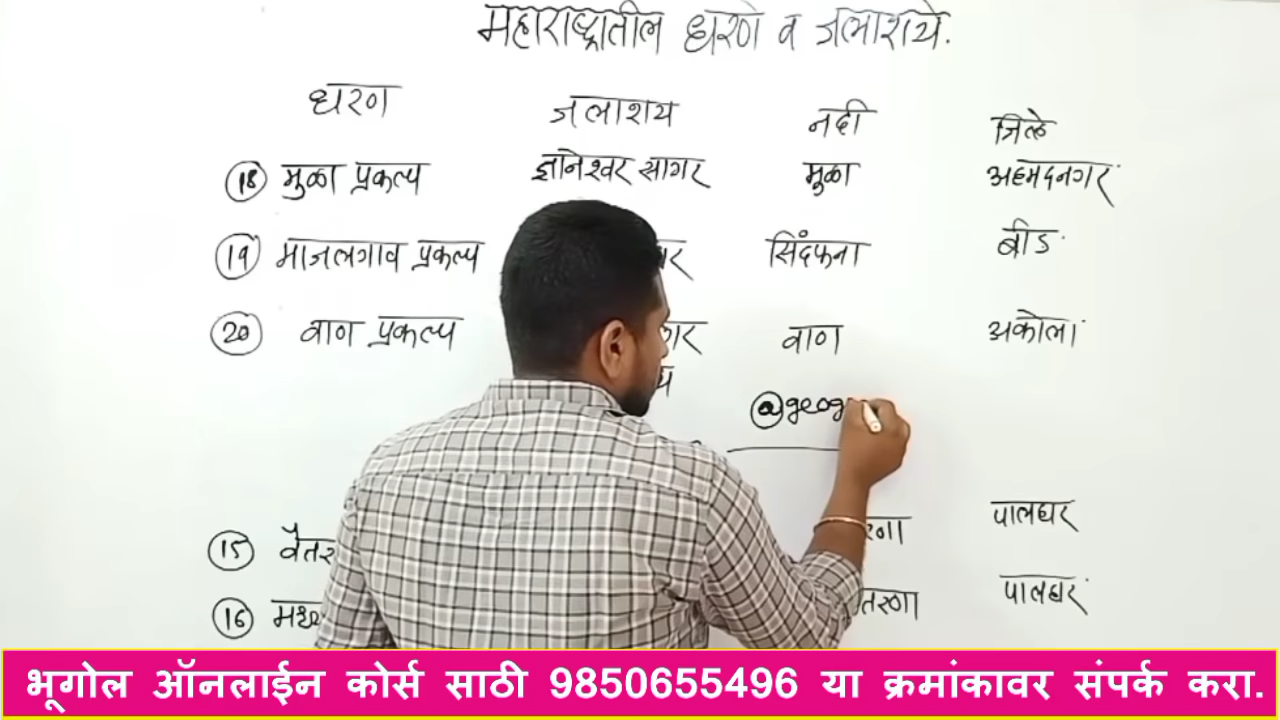 महाराष्ट्रातील धरणे व जलाशये.
धरण जलाशय नदी जिल्हे
18 मुळा प्रकल्प ज्ञानेश्वर सागर मुळा अहमदनगर
19 माजलगाव प्रकल्प सिंदफना बीड
20 वाण प्रकल्प वाण अकोला
@geog
15 पालघर
16 पालघर
भूगोल ऑनलाईन कोर्स साठी 9850655496 या क्रमांकावर संपर्क करा.